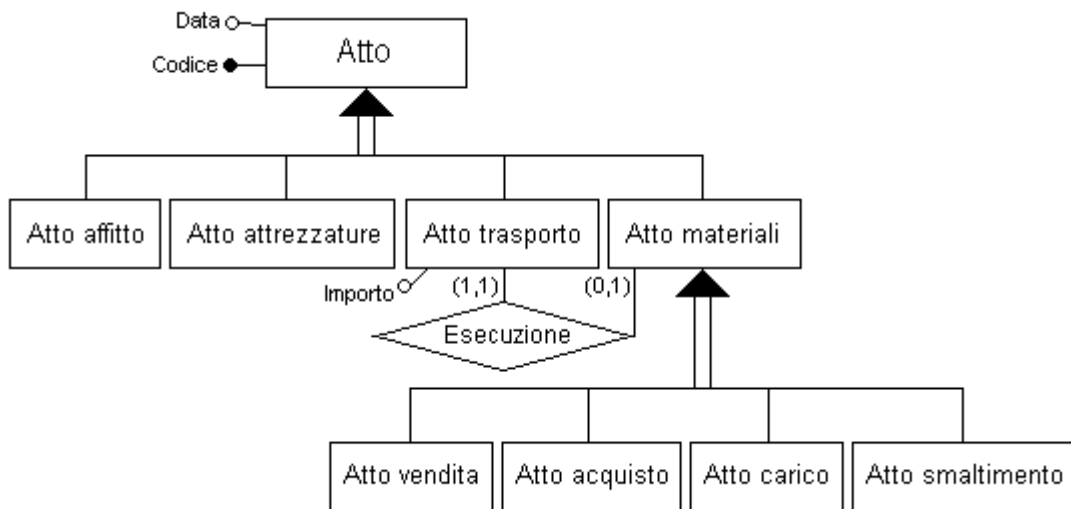 Data
Atto
Codice
Atto affitto
Atto attrezzature
Atto trasporto
Atto materiali
Importo
(1,1)
(0,1)
Esecuzione
Atto vendita
Atto acquisto
Atto carico
Atto smaltimento